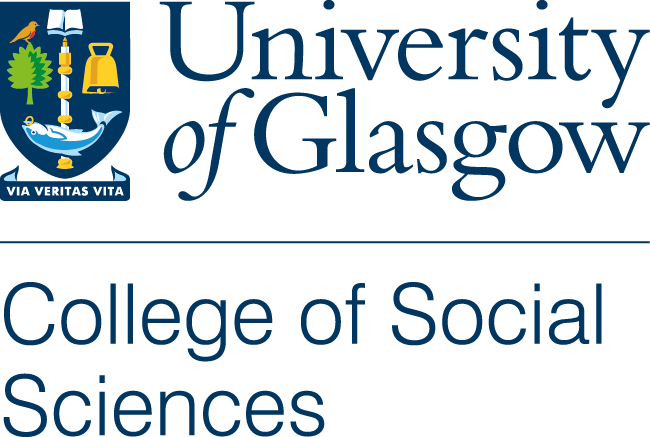 University
of Glasgow
VIA VERITAS VITA
College of Social
Sciences